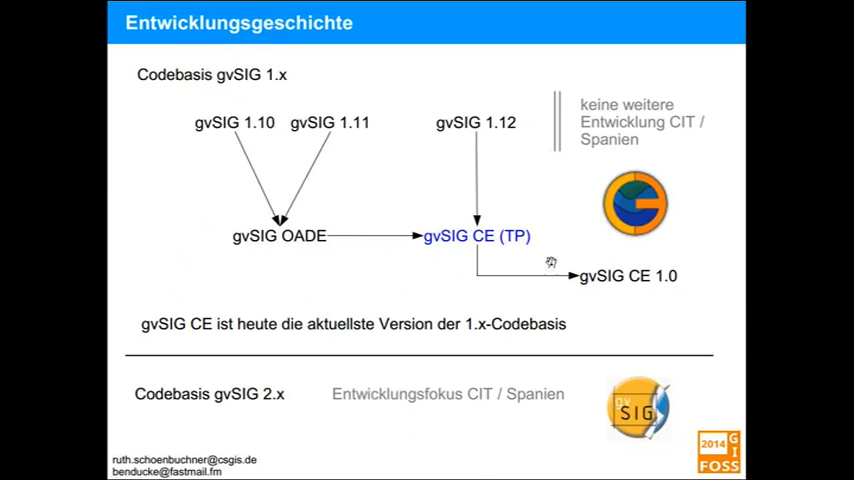 Entwicklungsgeschichte
Codebasis gvSIG 1.x
gvSIG 1.10 gvSIG 1.11 gvSIG 1.12
keine weitere
Entwicklung CIT /
Spanien
gvSIG OADE gvSIG CE (TP)
gvSIG CE 1.0
gvSIG CE ist heute die aktuellste Version der 1.x-Codebasis
Codebasis gvSIG 2.x Entwicklungsfokus CIT / Spanien
gv
SIG
ruth.schoenbuchner@csgis.de
benducke@fastmail.fm
2014 G
I
FOSS